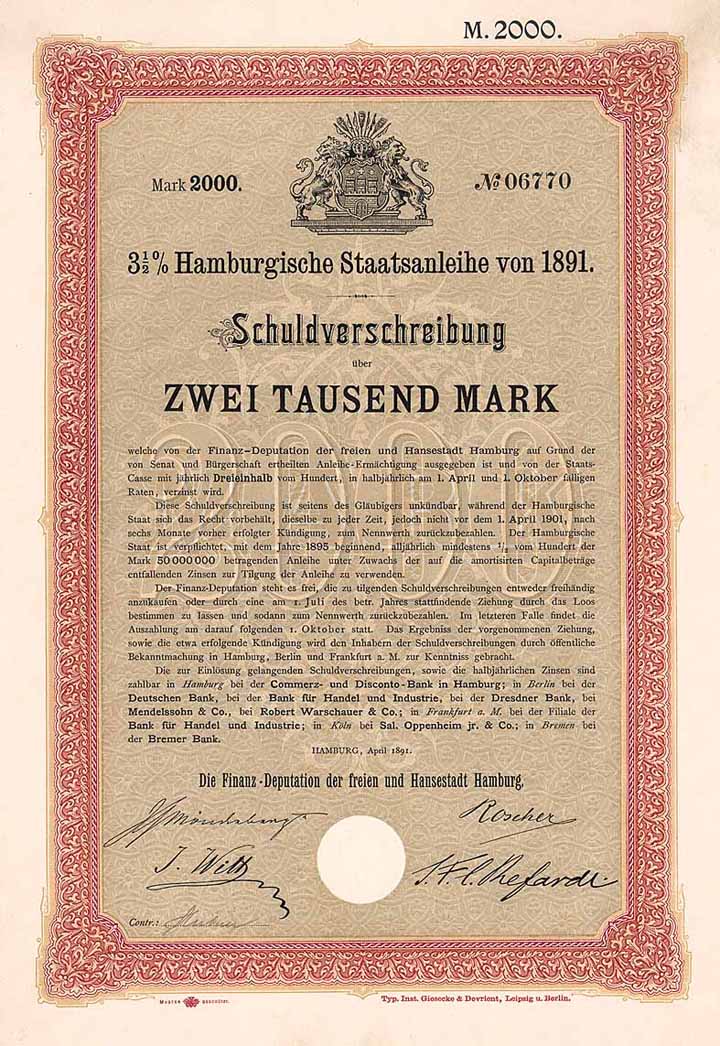 M. 2000.
Mark 2000.
№ 06770
3½% Hamburgische Staatsanleihe von 1891.
Schuldverschreibung
über
ZWEI TAUSEND MARK
2000
welche von der Finanz-Deputation der freien und Hansestadt Hamburg auf Grund der
von Senat und Bürgerschaft ertheilten Anleihe-Ermächtigung ausgegeben ist und von der Staats-
Casse mit jährlich Dreieinhalb vom Hundert, in halbjährlich am 1. April und 1. Oktober fälligen
Raten, verzinst wird.
Diese Schuldverschreibung ist seitens des Gläubigers unkündbar, während der Hamburgische
Staat sich das Recht vorbehält, dieselbe zu jeder Zeit, jedoch nicht vor dem 1. April 1901, nach
sechs Monate vorher erfolgter Kündigung, zum Nennwerth zurückzubezahlen. Der Hamburgische
Staat ist verpflichtet, mit dem Jahre 1895 beginnend, alljährlich mindestens vom Hundert der
Mark 50 000 000 betragenden Anleihe unter Zuwachs der auf die amortisirten Capitalbeträge
entfallenden Zinsen zur Tilgung der Anleihe zu verwenden.
Der Finanz-Deputation steht es frei, die zu tilgenden Schuldverschreibungen entweder freihändig
anzukaufen oder durch eine am 1. Juli des betr. Jahres stattfindende Ziehung durch das Loos
bestimmen zu lassen und sodann zum Nennwerth zurückzubezahlen. Im letzteren Falle findet die
Auszahlung am darauf folgenden 1. Oktober statt. Das Ergebniss der vorgenommenen Ziehung,
sowie die etwa erfolgende Kündigung wird den Inhabern der Schuldverschreibungen durch öffentliche
Bekanntmachung in Hamburg, Berlin und Frankfurt a. M. zur Kenntniss gebracht.
Die zur Einlösung gelangenden Schuldverschreibungen, sowie die halbjährlichen Zinsen sind
zahlbar in Hamburg bei der Commerz- und Disconto-Bank in Hamburg; in Berlin bei der
Deutschen Bank, bei der Bank für Handel und Industrie, bei der Dresdner Bank, bei
Mendelssohn & Co., bei Robert Warschauer & Co.; in Frankfurt a. M. bei der Filiale der
Bank für Handel und Industrie; in Köln bei Sal. Oppenheim jr. & Co.; in Bremen bei
der Bremer Bank.
HAMBURG, April 1891.
Die Finanz-Deputation der freien und Hansestadt Hamburg.
Roscher
J. Witt
J. F. C. Refardt
Contr.:
Typ. Inst. Giesecke & Devrient, Leipzig u. Berlin.